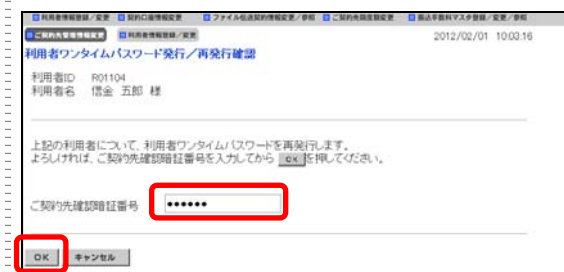 利用者情報登録/変更 契約口座情報変更 ファイル伝送契約情報変更/参照 ご契約先限度額変更 振込手数料マスタ登録/変更/参照
ご契約先管理情報変更 利用者情報登録/変更
2012/02/01 10:03:16
利用者ワンタイムパスワード発行/再発行確認
利用者ID R01104
利用者名 信金 五郎 様
上記の利用者について、利用者ワンタイムパスワードを再発行します。
よろしければ、ご契約先確認暗証番号を入力してから OK を押してください。
ご契約先確認暗証番号 ●●●●●●
OK キャンセル